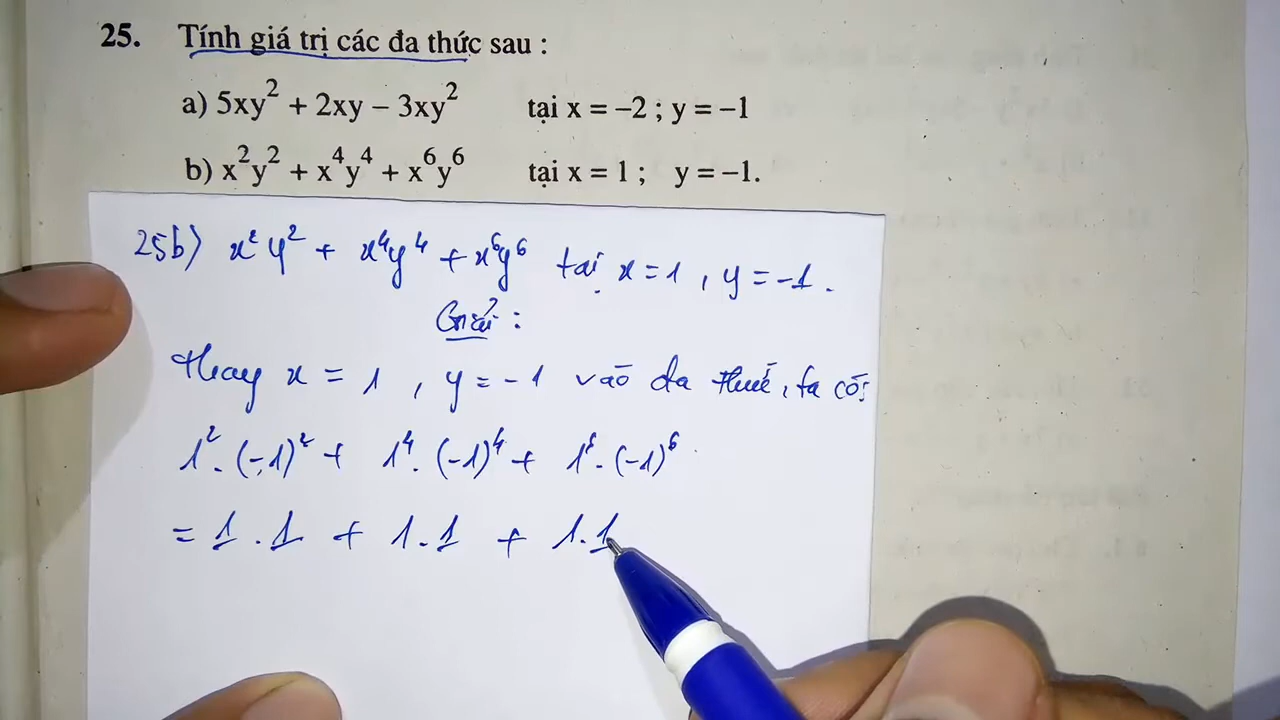 25. Tính giá trị các đa thức sau :
a) 5xy² + 2xy – 3xy² tại x = –2 ; y = –1
b) x²y² + x⁴y⁴ + x⁶y⁶ tại x = 1 ; y = –1.
25b) x²y² + x⁴y⁴ + x⁶y⁶ tại x = 1 , y = -1 .
Giải :
Thay x = 1 , y = -1 vào đa thức, ta có:
1² . (-1)² + 1⁴ . (-1)⁴ + 1⁶ . (-1)⁶
= 1 . 1 + 1 . 1 + 1 . 1